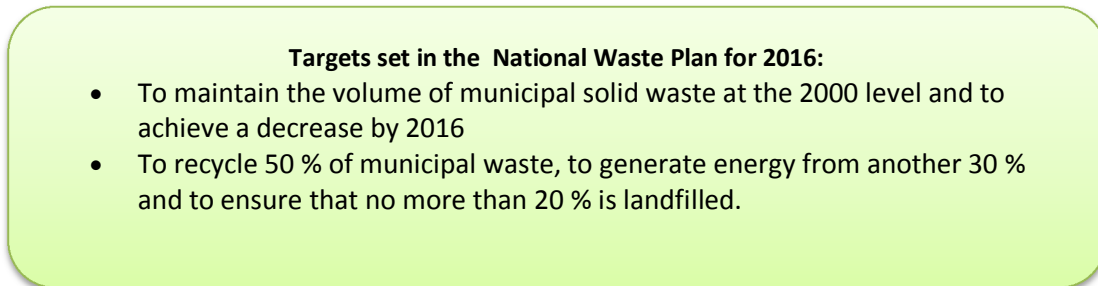 Targets set in the National Waste Plan for 2016:
• To maintain the volume of municipal solid waste at the 2000 level and to
achieve a decrease by 2016
• To recycle 50 % of municipal waste, to generate energy from another 30 %
and to ensure that no more than 20 % is landfilled.